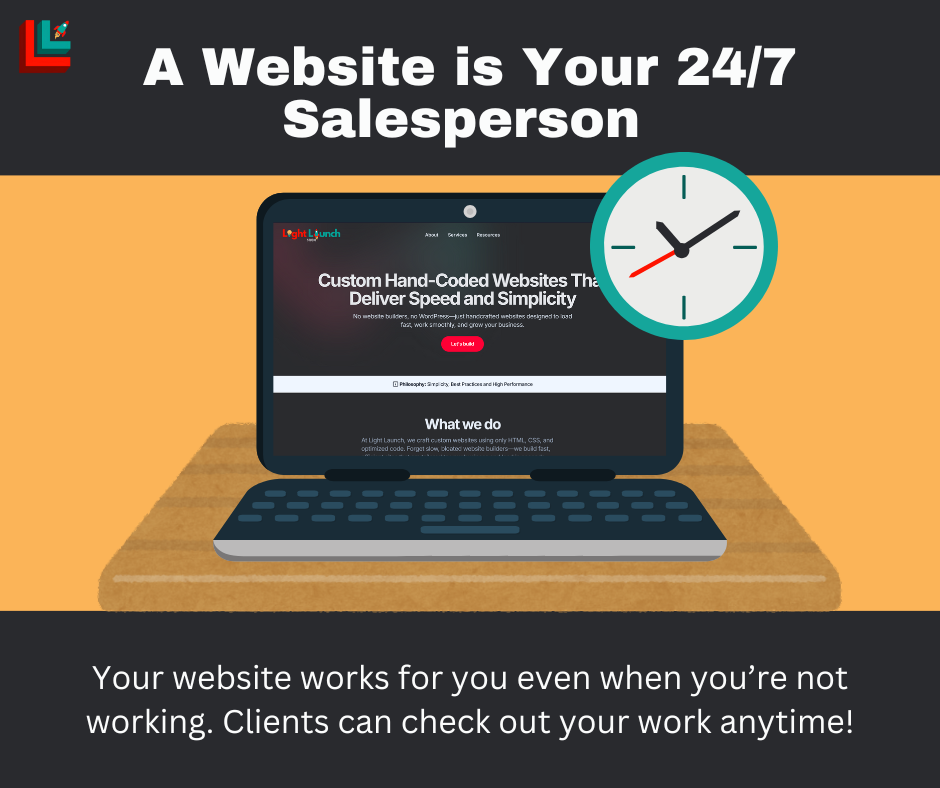 A Website is Your 24/7
Salesperson
Light Launch
About Services Resources
Custom Hand-Coded Websites Tha
Deliver Speed and Simplicity
No website builders, no WordPress—just handcrafted websites designed to load
fast, work smoothly, and grow your business.
Let's build
Philosophy: Simplicity, Best Practices and High Performance
What we do
At Light Launch, we craft custom websites using only HTML, CSS, and
optimized code. Forget slow, bloated website builders—we build fast,
Your website works for you even when you're not
working. Clients can check out your work anytime!